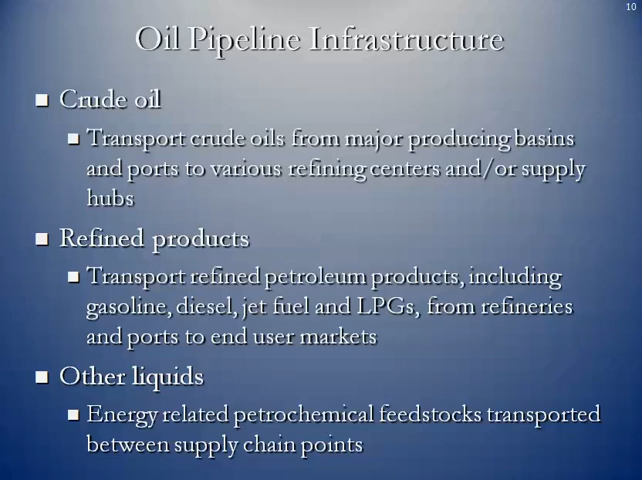 10
Oil Pipeline Infrastructure
Crude oil
Transport crude oils from major producing basins
and ports to various refining centers and/or supply
hubs
Refined products
Transport refined petroleum products, including
gasoline, diesel, jet fuel and LPGs, from refineries
and ports to end user markets
Other liquids
Energy related petrochemical feedstocks transported
between supply chain points